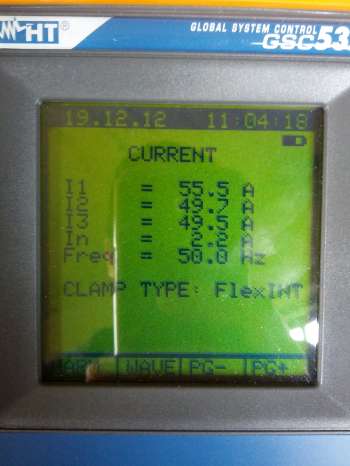 HT
GLOBAL SYSTEM CONTROL
GSC53
19.12.12 11:04:18
CURRENT
I1 = 55.5 A
I2 = 49.7 A
I3 = 49.5 A
In = 2.2 A
Freq = 50.0 Hz
CLAMP TYPE: FlexINT
WAVE PG- PG+